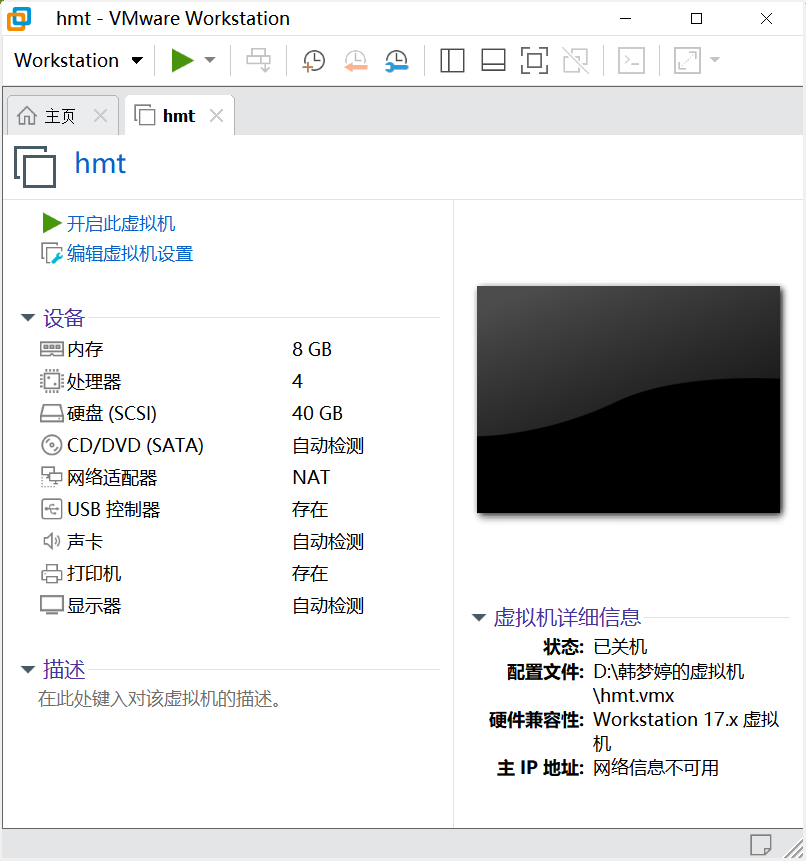 hmt - VMware Workstation
Workstation
主页
hmt
hmt
开启此虚拟机
编辑虚拟机设置
设备
内存 8 GB
处理器 4
硬盘 (SCSI) 40 GB
CD/DVD (SATA) 自动检测
网络适配器 NAT
USB 控制器 存在
声卡 自动检测
打印机 存在
显示器 自动检测
描述
在此处键入对该虚拟机的描述。
虚拟机详细信息
状态: 已关机
配置文件: D:\韩梦婷的虚拟机
\hmt.vmx
硬件兼容性: Workstation 17.x 虚拟
机
主 IP 地址: 网络信息不可用